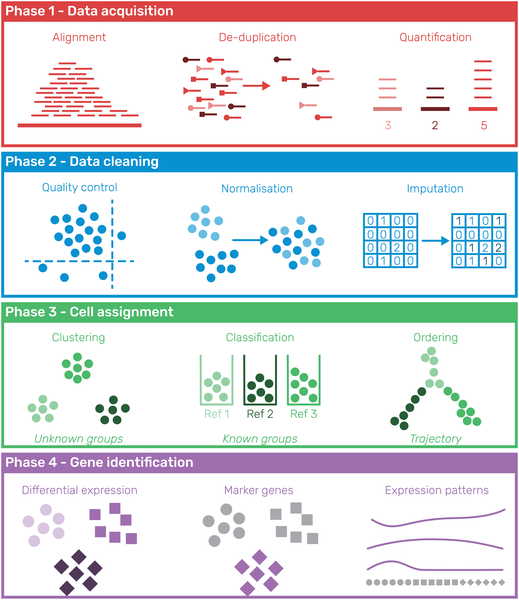 Phase 1 - Data acquisition
Alignment
De-duplication
Quantification
3
2
5
Phase 2 - Data cleaning
Quality control
Normalisation
Imputation
0 1 0 0
0 0 0 0
0 0 2 0
0 1 0 0
1 1 0 1
0 0 0 0
0 1 2 2
0 1 1 0
Phase 3 - Cell assignment
Clustering
Classification
Ordering
Ref 1
Ref 2
Ref 3
Unknown groups
Known groups
Trajectory
Phase 4 - Gene identification
Differential expression
Marker genes
Expression patterns